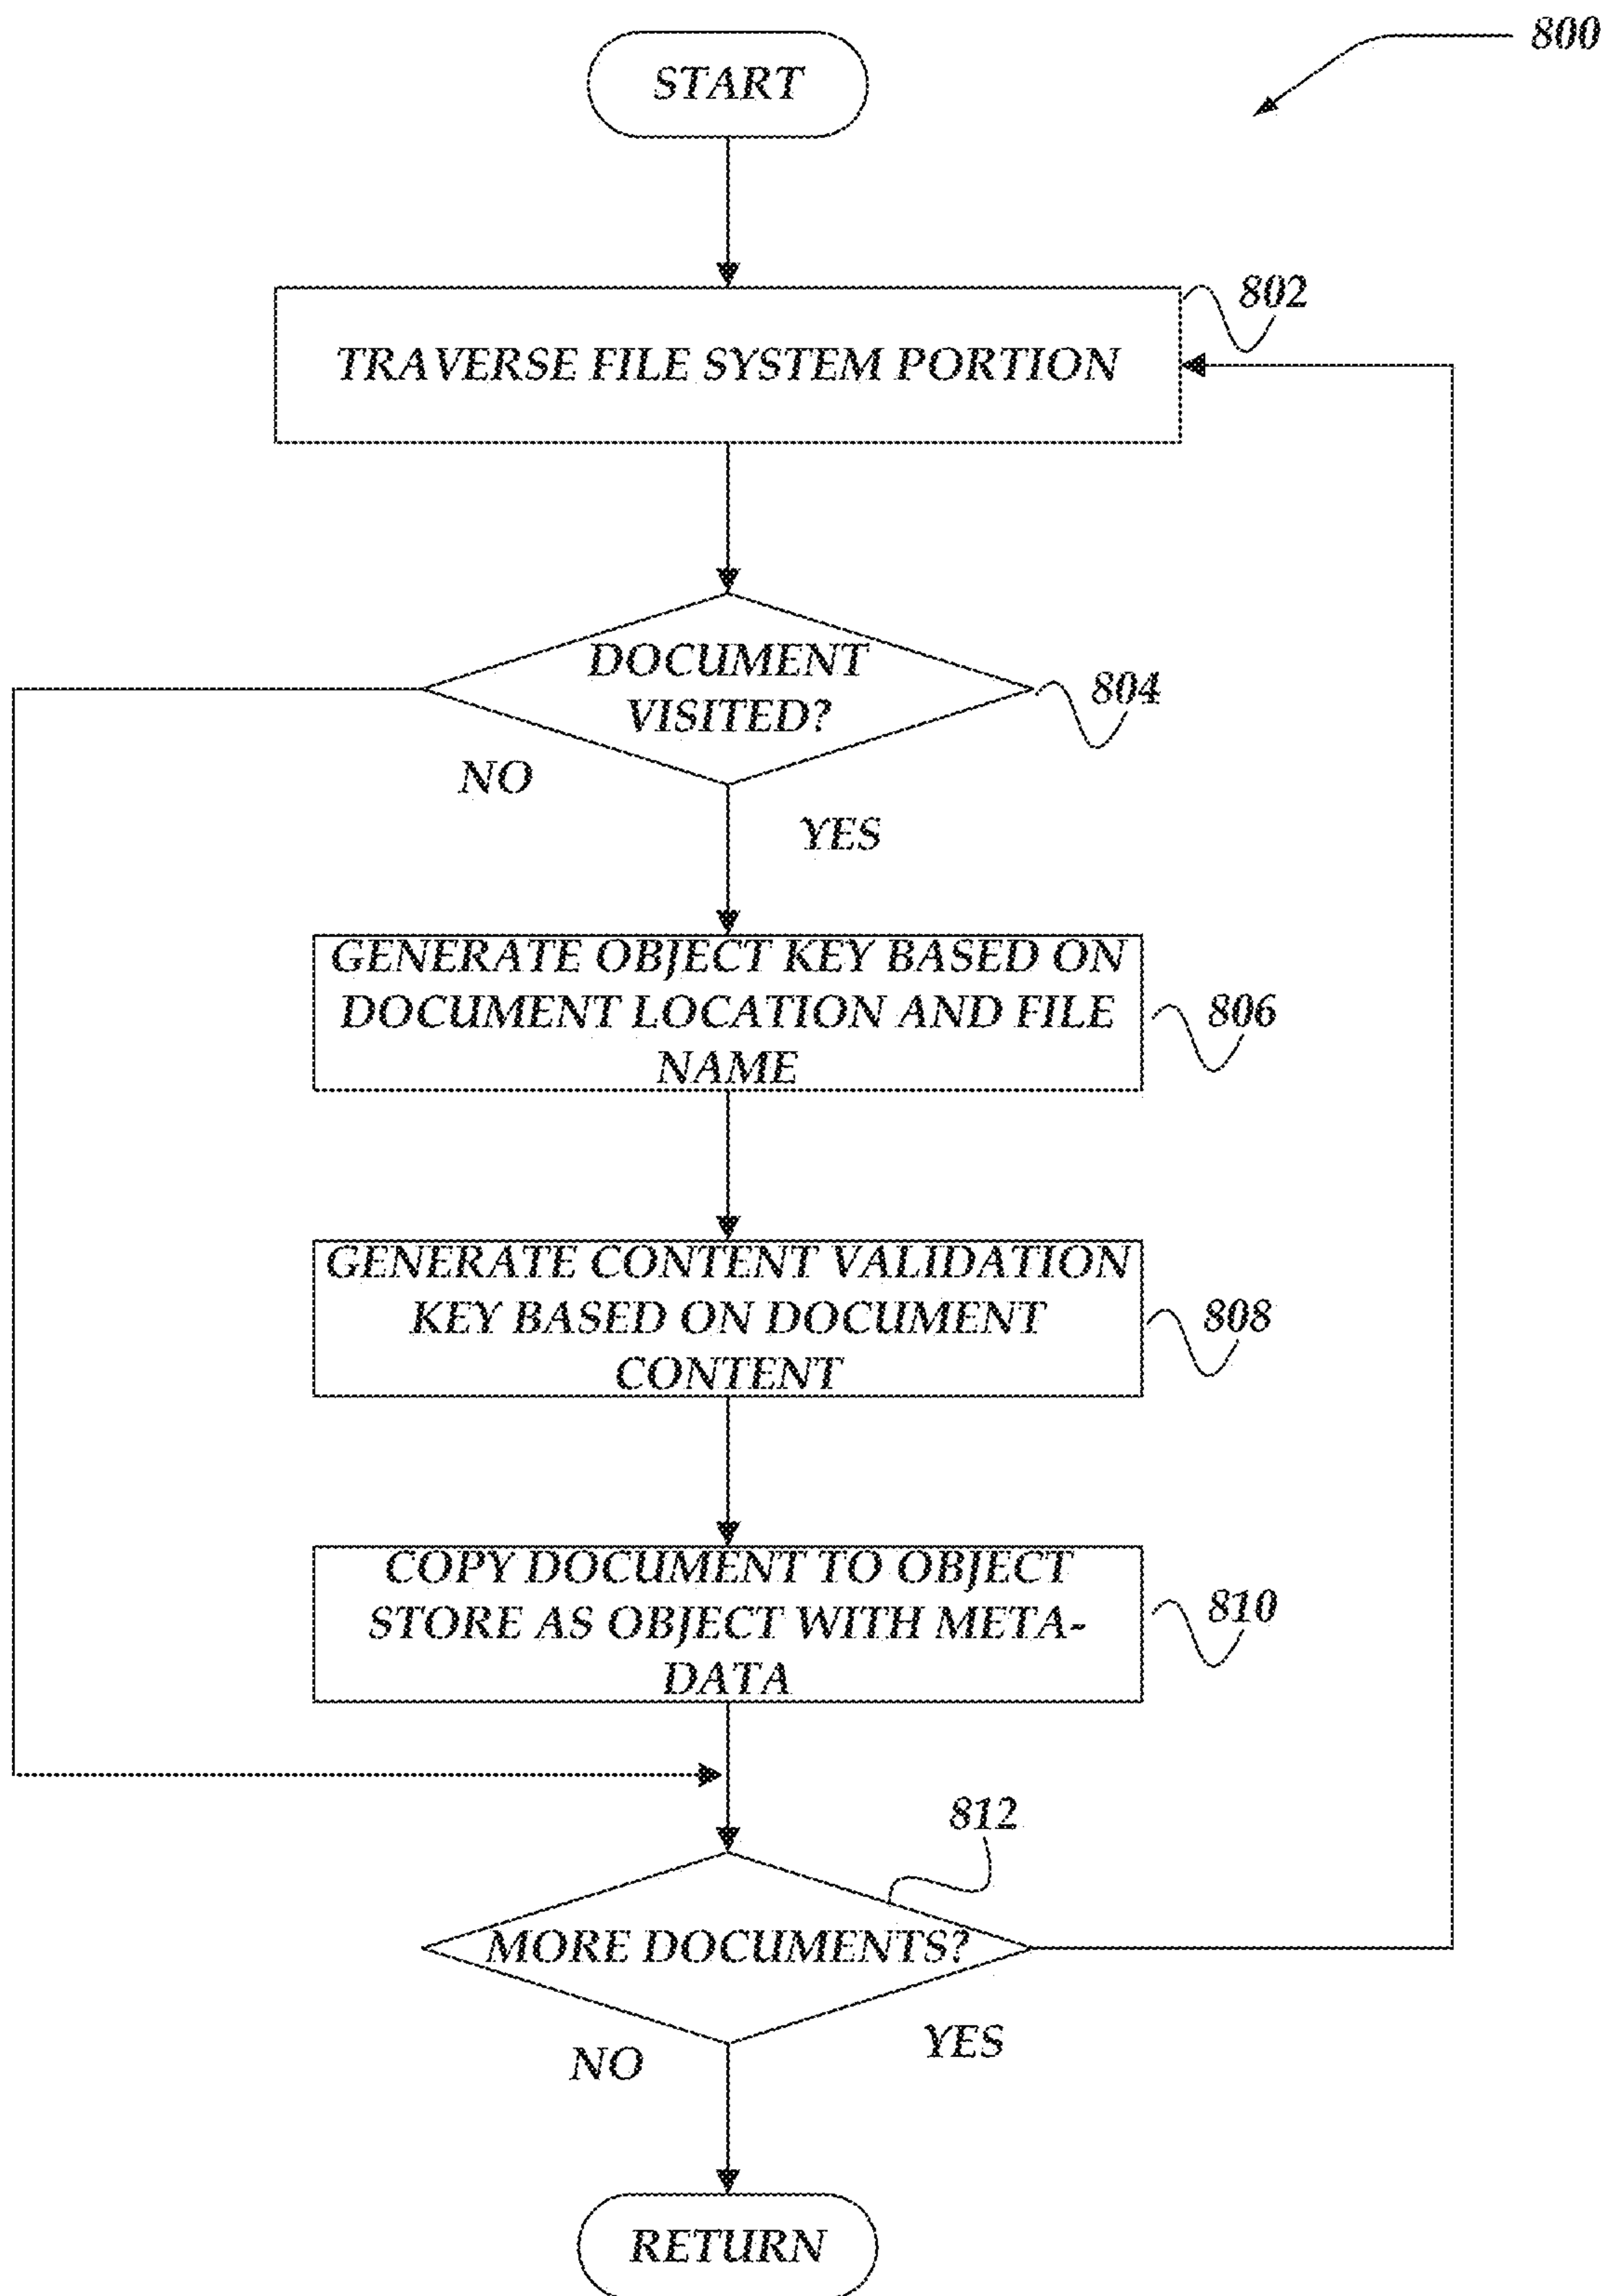 START
800
802
TRAVERSE FILE SYSTEM PORTION
DOCUMENT
VISITED?
804
NO
YES
GENERATE OBJECT KEY BASED ON
DOCUMENT LOCATION AND FILE
NAME
806
GENERATE CONTENT VALIDATION
KEY BASED ON DOCUMENT
CONTENT
808
COPY DOCUMENT TO OBJECT
STORE AS OBJECT WITH META-
DATA
810
812
MORE DOCUMENTS?
YES
NO
RETURN